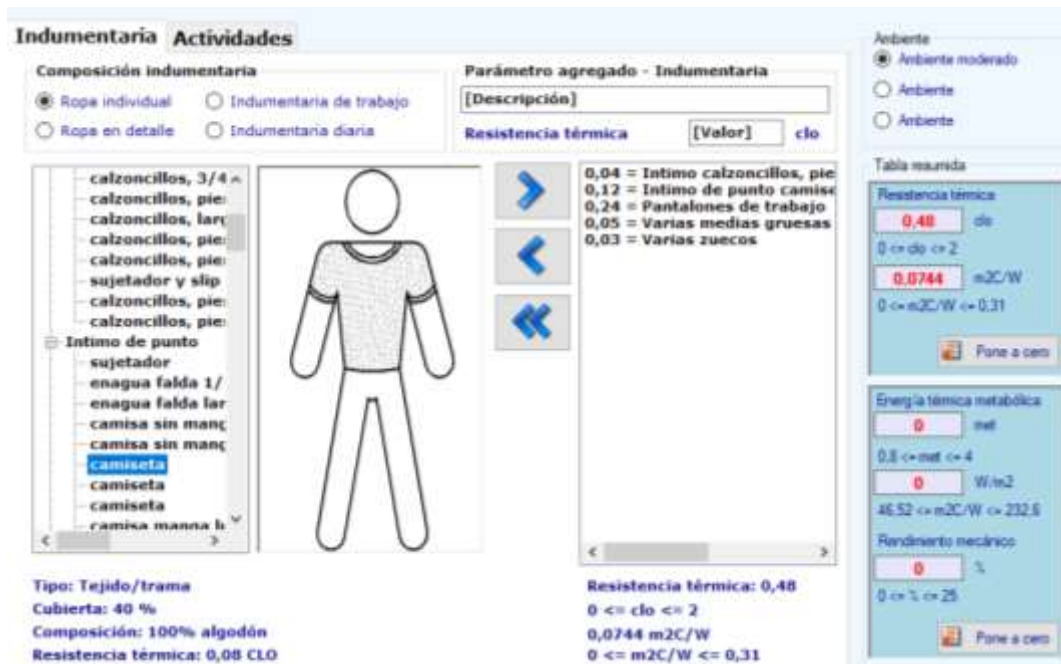 Indumentaria Actividades
Composición indumentaria
Ropa individual
Indumentaria de trabajo
Ropa en detalle
Indumentaria diaria
Parámetro agregado - Indumentaria
[Descripción]
Resistencia térmica [Valor] clo
calzoncillos, 3/4
calzoncillos, pie
calzoncillos, larg
calzoncillos, pie
calzoncillos, pie
sujetador y slip
calzoncillos, pie
calzoncillos, pie
Intimo de punto
sujetador
enagua falda 1/
enagua falda lar
camisa sin mang
camisa sin mang
camiseta
camiseta
camiseta
camisa manga l
0,04 = Intimo calzoncillos, pie
0,12 = Intimo de punto camise
0,24 = Pantalones de trabajo
0,05 = Varias medias gruesas
0,03 = Varias zuecos
Tipo: Tejido/trama
Cubierta: 40 %
Composición: 100% algodón
Resistencia térmica: 0,08 CLO
Resistencia térmica: 0,48
0 <= clo <= 2
0,0744 m2C/W
0 <= m2C/W <= 0,31
Ambiente
Ambiente moderado
Ambiente
Ambiente
Tabla resumida
Resistencia térmica
0,48 clo
0 <= clo <= 2
0,0744 m2C/W
0 <= m2C/W <= 0,31
Pone a cero
Energía térmica metabólica
0 met
0.8 <= met <= 4
0 W/m2
46,52 <= m2C/W <= 232,6
Rendimiento mecánico
0 %
0 <= % <= 25
Pone a cero